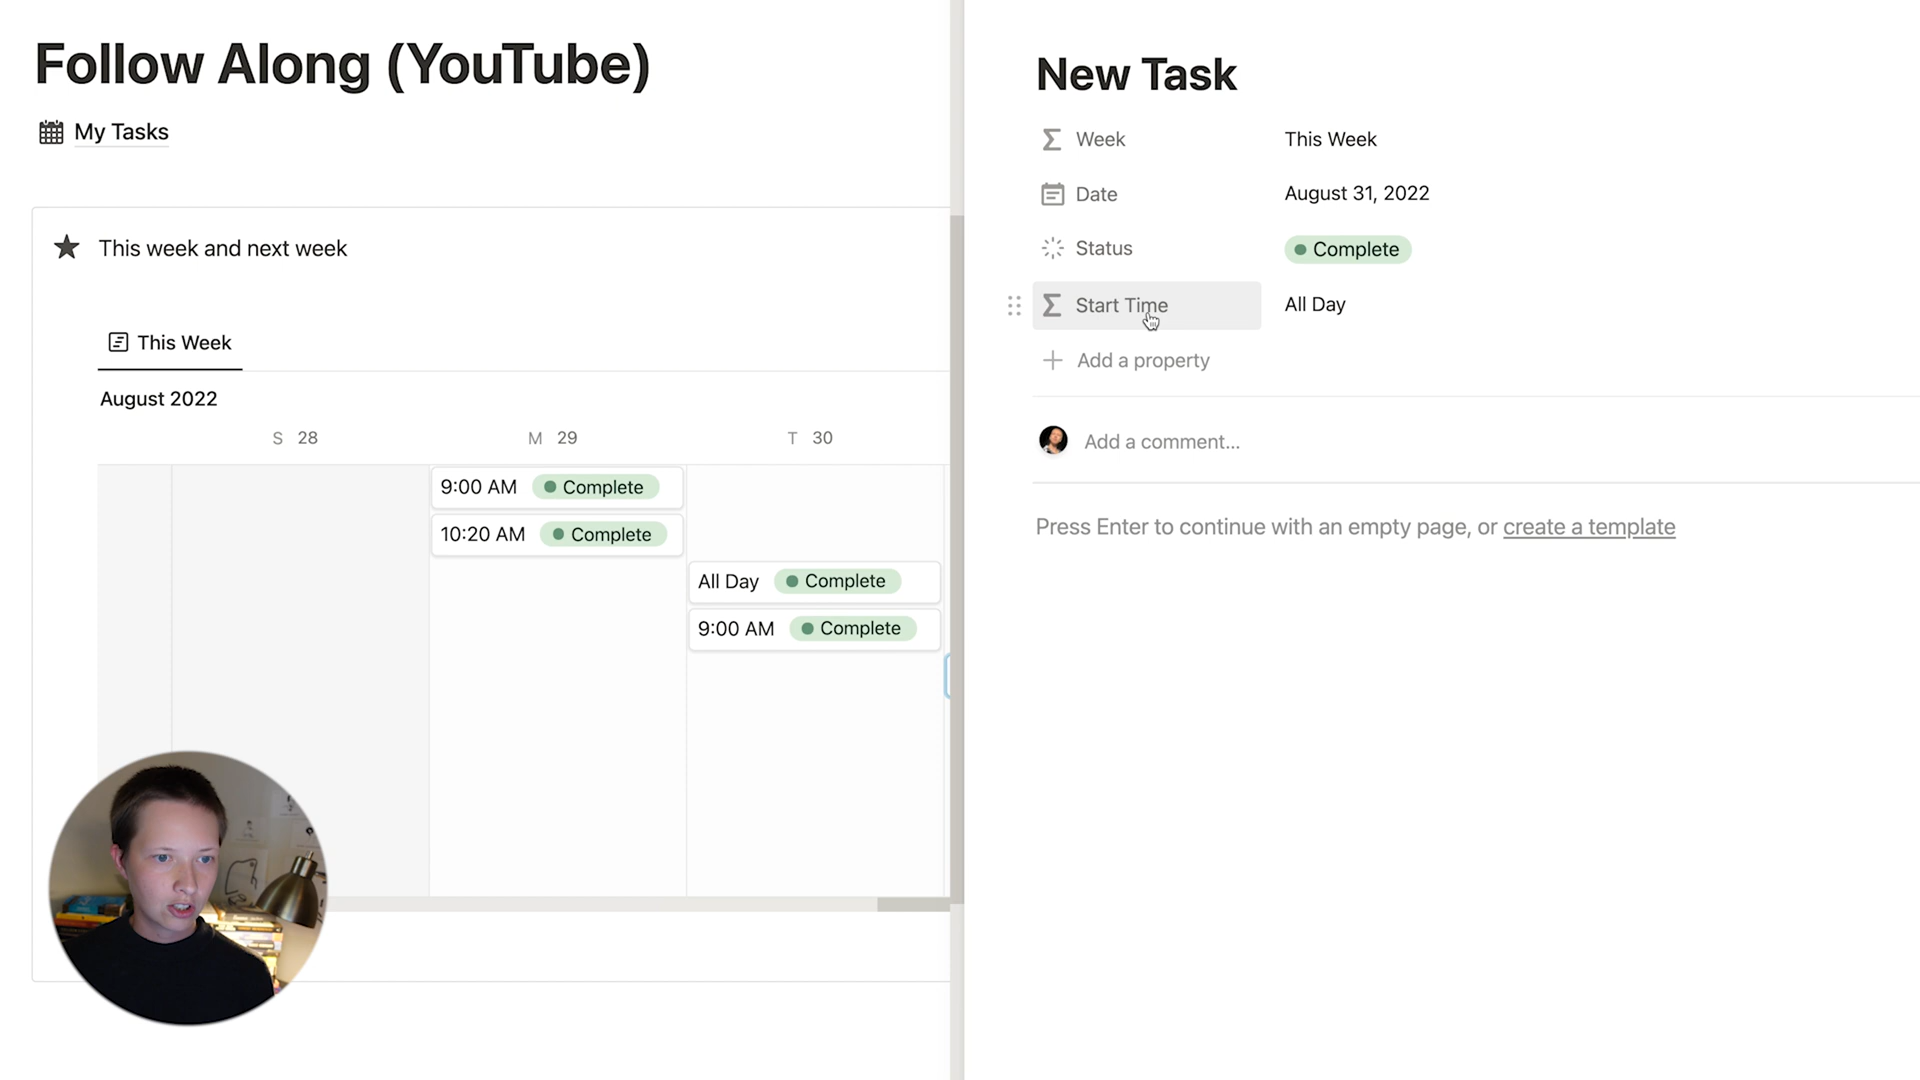 Follow Along (YouTube)
My Tasks
This week and next week
This Week
August 2022
S 28
M 29
T 30
9:00 AM Complete
10:20 AM Complete
All Day Complete
9:00 AM Complete
New Task
Week This Week
Date August 31, 2022
Status Complete
Start Time All Day
Add a property
Add a comment...
Press Enter to continue with an empty page, or create a template